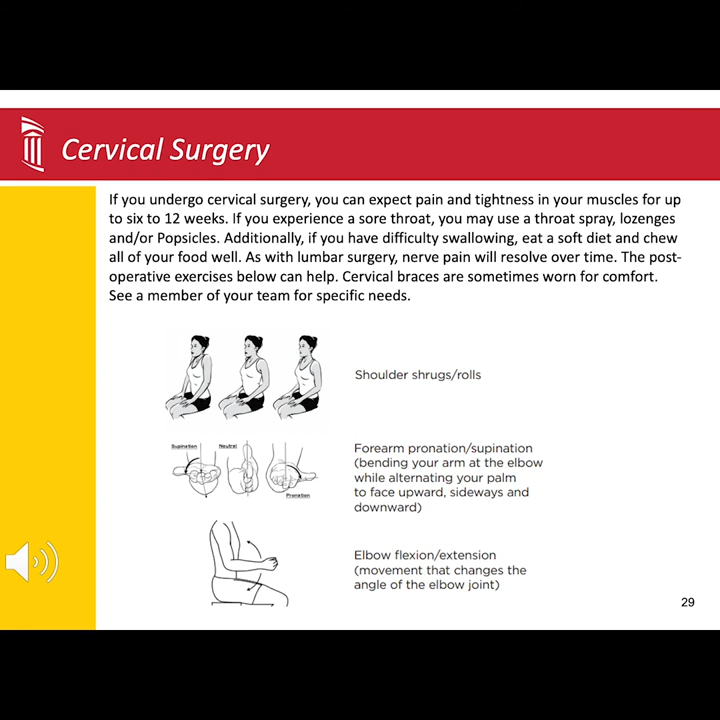 Cervical Surgery
If you undergo cervical surgery, you can expect pain and tightness in your muscles for up
to six to 12 weeks. If you experience a sore throat, you may use a throat spray, lozenges
and/or Popsicles. Additionally, if you have difficulty swallowing, eat a soft diet and chew
all of your food well. As with lumbar surgery, nerve pain will resolve over time. The post-
operative exercises below can help. Cervical braces are sometimes worn for comfort.
See a member of your team for specific needs.
Shoulder shrugs/rolls
Supination Neutral
Pronation
Forearm pronation/supination
(bending your arm at the elbow
while alternating your palm
to face upward, sideways and
downward)
Elbow flexion/extension
(movement that changes the
angle of the elbow joint)
29